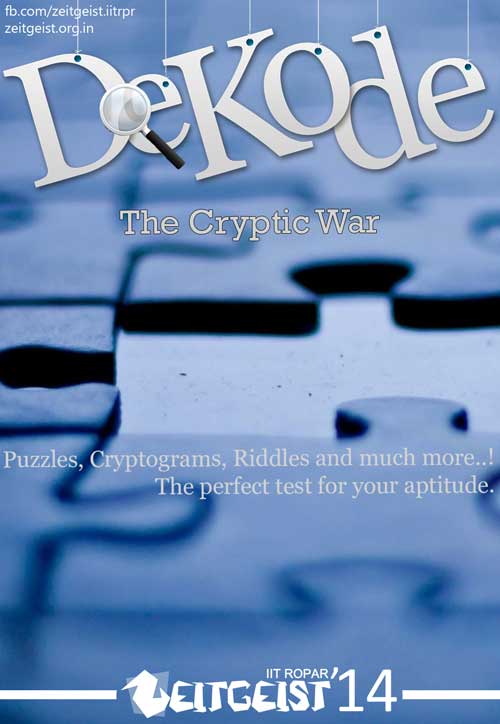 fb.com/zeitgeist.iitrpr
zeitgeist.org.in
DeKode
The Cryptic War
Puzzles, Cryptograms, Riddles and much more..!
The perfect test for your aptitude.
IIT ROPAR
ZEITGEIST'14